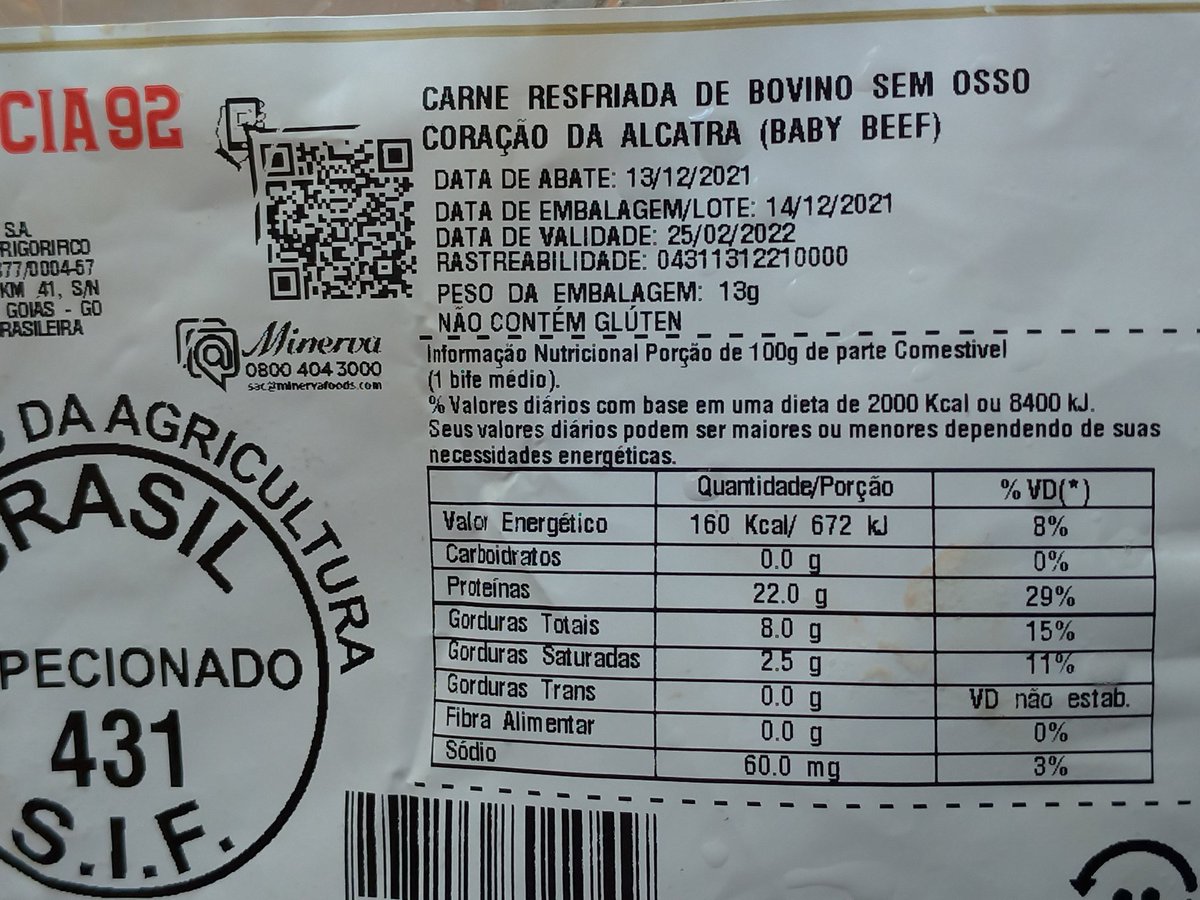 CIA 92
CARNE RESFRIADA DE BOVINO SEM OSSO
CORAÇÃO DA ALCATRA (BABY BEEF)
DATA DE ABATE: 13/12/2021
DATA DE EMBALAGEM/LOTE: 14/12/2021
DATA DE VALIDADE: 25/02/2022
RASTREABILIDADE: 04311312210000
PESO DA EMBALAGEM: 13g
NÃO CONTÉM GLÚTEN
S.A.
RIGORIFICO
377/0004-67
KM 41, S/N
GOIAS - GO
RASILEIRA
Minerva
0800 404 3000
sac@minervafoods.com
Informação Nutricional Porção de 100g de parte Comestivel
(1 bife médio).
% Valores diários com base em uma dieta de 2000 Kcal ou 8400 kJ.
Seus valores diários podem ser maiores ou menores dependendo de suas
necessidades energéticas.
Quantidade/Porção % VD(*)
Valor Energético 160 Kcal/ 672 kJ 8%
Carboidratos 0.0 g 0%
Proteínas 22.0 g 29%
Gorduras Totais 8.0 g 15%
Gorduras Saturadas 2.5 g 11%
Gorduras Trans 0.0 g VD não estab.
Fibra Alimentar 0.0 g 0%
Sódio 60.0 mg 3%
DA AGRICULTURA
RASIL
PECIONADO
431
S.I.F.